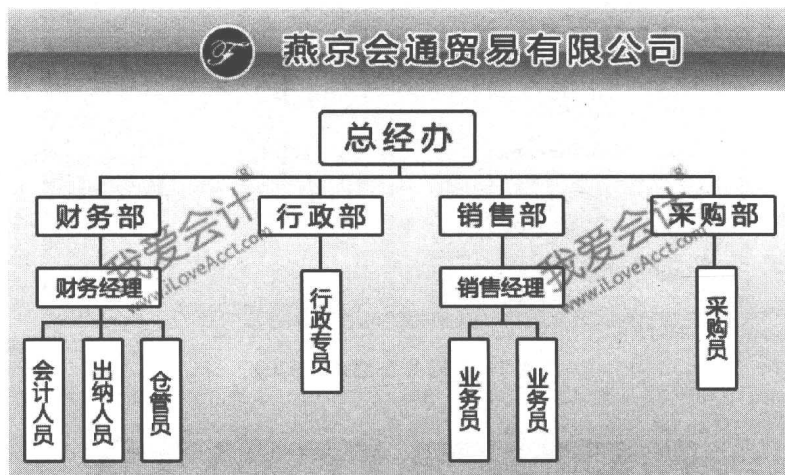 燕京会通贸易有限公司
总经办
财务部
行政部
销售部
采购部
财务经理
销售经理
行政专员
采购员
会计人员
出纳人员
仓管员
业务员
业务员
我爱会计®
www.iLoveAcct.com
我爱会计®
www.iLoveAcct.com